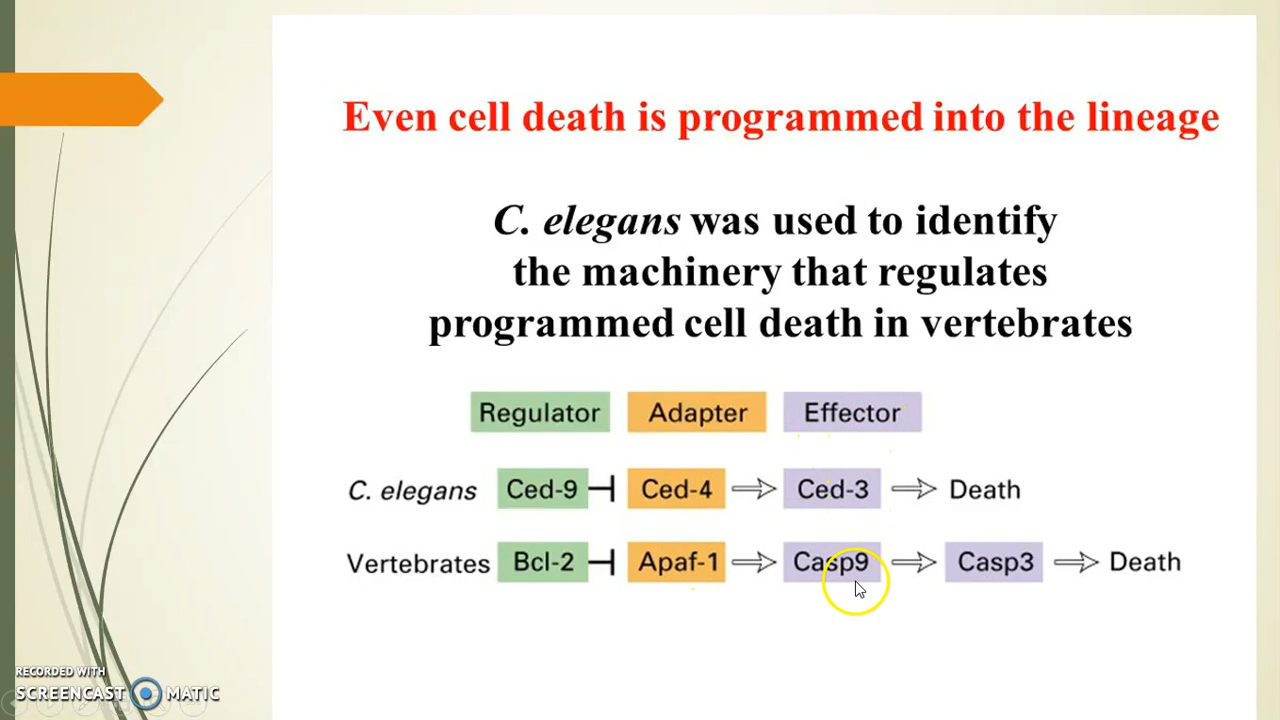 Even cell death is programmed into the lineage
C. elegans was used to identify
the machinery that regulates
programmed cell death in vertebrates
Regulator Adapter Effector
C. elegans Ced-9 Ced-4 Ced-3 Death
Vertebrates Bcl-2 Apaf-1 Casp9 Casp3 Death
RECORDED WITH
SCREENCAST MATIC